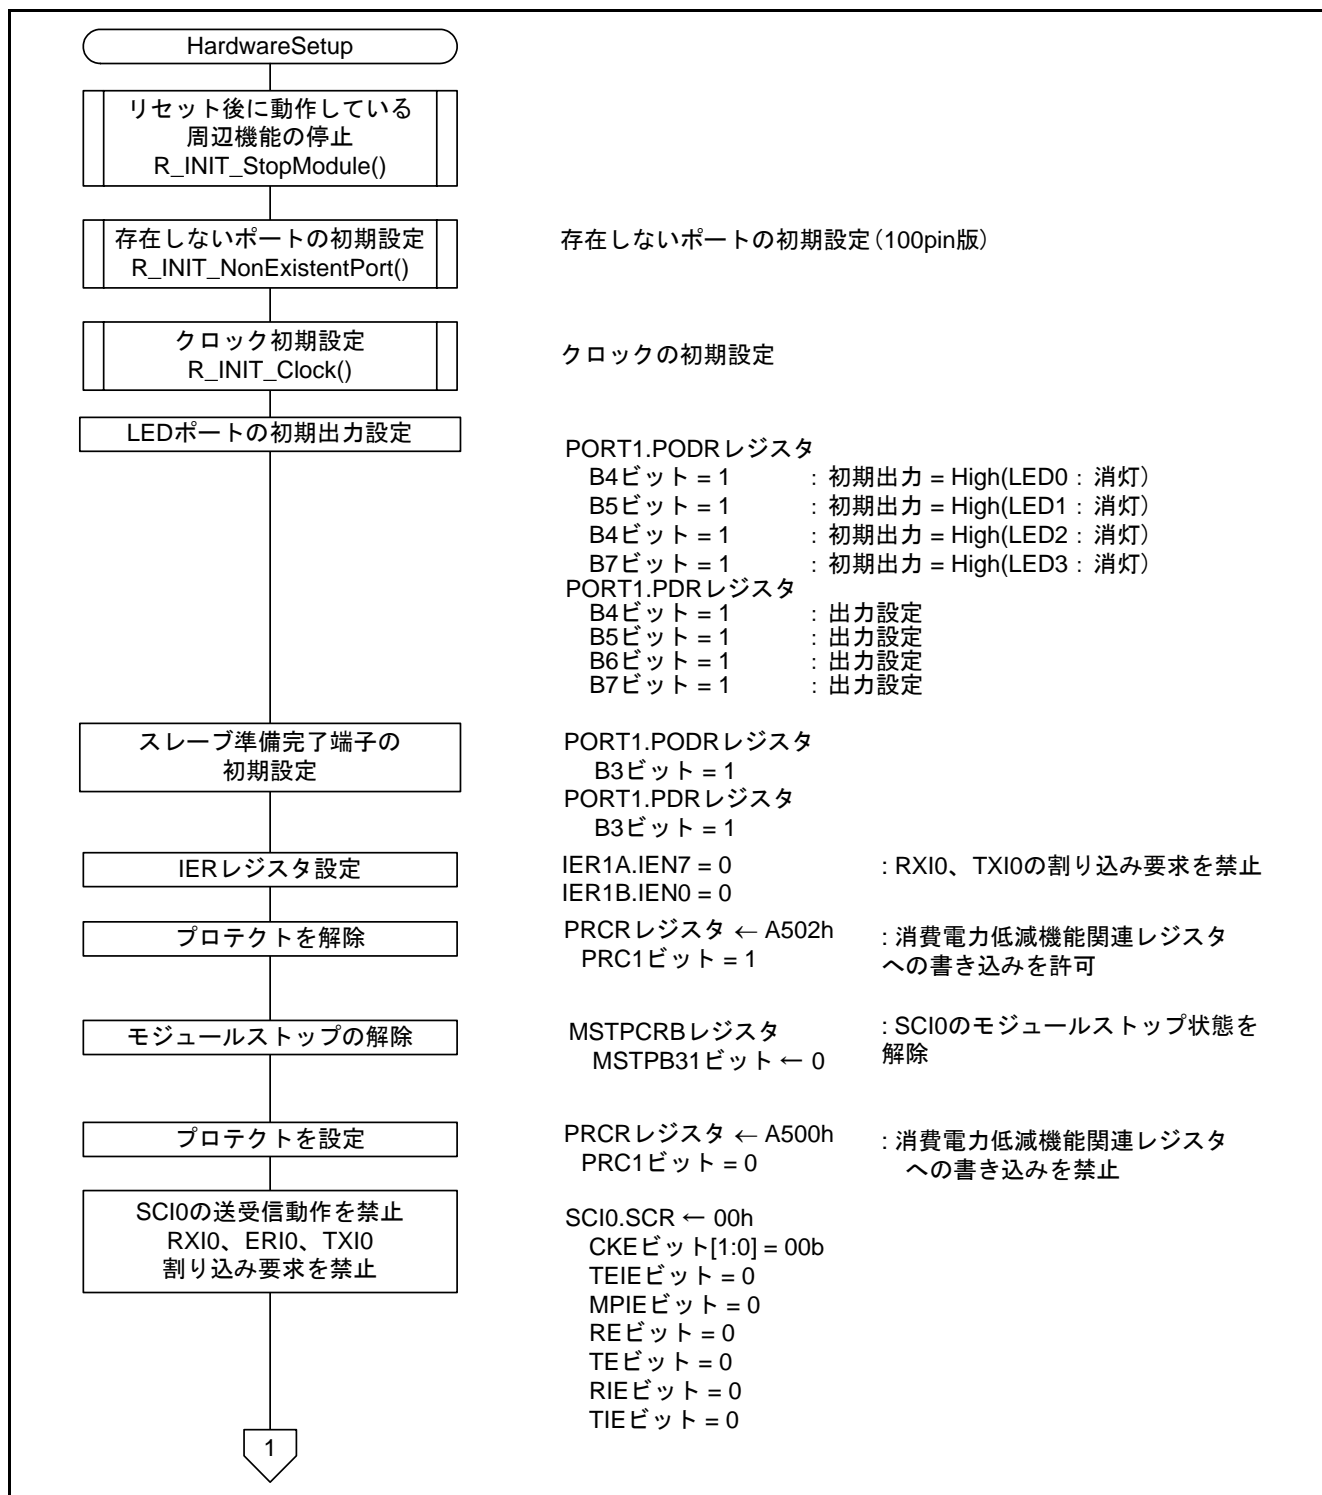 HardwareSetup
リセット後に動作している
周辺機能の停止
R_INIT_StopModule()
存在しないポートの初期設定
R_INIT_NonExistentPort()
存在しないポートの初期設定(100pin版)
クロック初期設定
R_INIT_Clock()
クロックの初期設定
LEDポートの初期出力設定
PORT1.PODRレジスタ
B4ビット = 1 : 初期出力 = High(LED0 : 消灯)
B5ビット = 1 : 初期出力 = High(LED1 : 消灯)
B4ビット = 1 : 初期出力 = High(LED2 : 消灯)
B7ビット = 1 : 初期出力 = High(LED3 : 消灯)
PORT1.PDRレジスタ
B4ビット = 1 : 出力設定
B5ビット = 1 : 出力設定
B6ビット = 1 : 出力設定
B7ビット = 1 : 出力設定
スレーブ準備完了端子の
初期設定
PORT1.PODRレジスタ
B3ビット = 1
PORT1.PDRレジスタ
B3ビット = 1
IERレジスタ設定
IER1A.IEN7 = 0 : RXI0、TXI0の割り込み要求を禁止
IER1B.IEN0 = 0
プロテクトを解除
PRCRレジスタ ← A502h : 消費電力低減機能関連レジスタ
PRC1ビット = 1 への書き込みを許可
モジュールストップの解除
MSTPCRBレジスタ : SCI0のモジュールストップ状態を
MSTPB31ビット ← 0 解除
プロテクトを設定
PRCRレジスタ ← A500h : 消費電力低減機能関連レジスタ
PRC1ビット = 0 への書き込みを禁止
SCI0の送受信動作を禁止
RXI0、ERI0、TXI0
割り込み要求を禁止
SCI0.SCR ← 00h
CKEビット[1:0] = 00b
TEIEビット = 0
MPIEビット = 0
REビット = 0
TEビット = 0
RIEビット = 0
TIEビット = 0
1